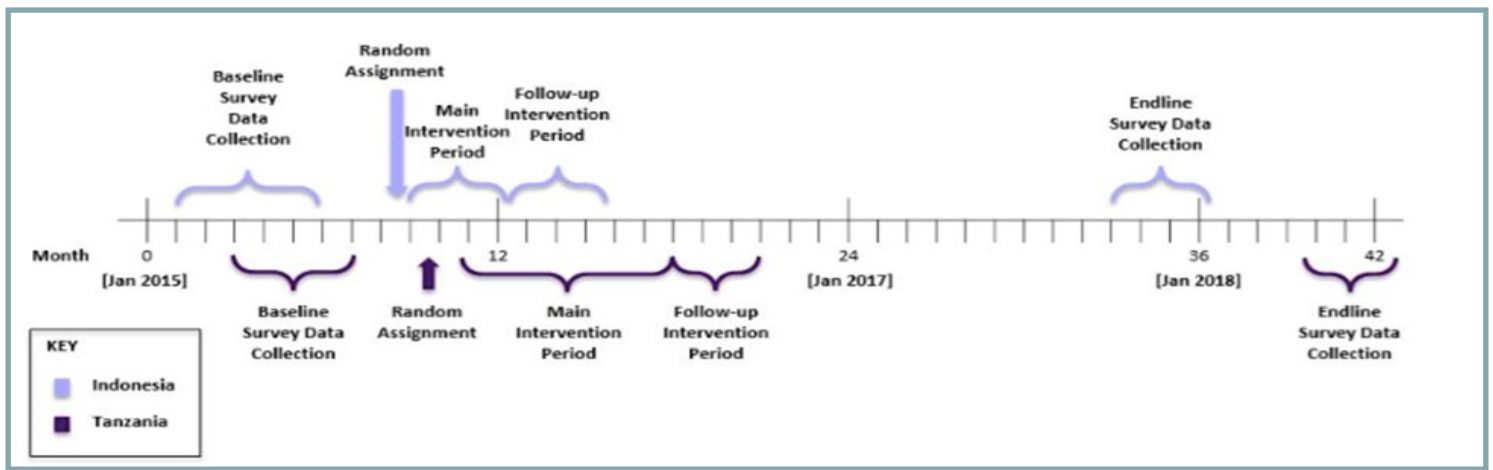 Random
Assignment
Baseline
Survey
Data
Collection
Main
Intervention
Period
Follow-up
Intervention
Period
Endline
Survey Data
Collection
Month
0
12
24
36
42
[Jan 2015]
[Jan 2017]
[Jan 2018]
Baseline
Survey Data
Collection
Random
Assignment
Main
Intervention
Period
Follow-up
Intervention
Period
Endline
Survey Data
Collection
KEY
Indonesia
Tanzania